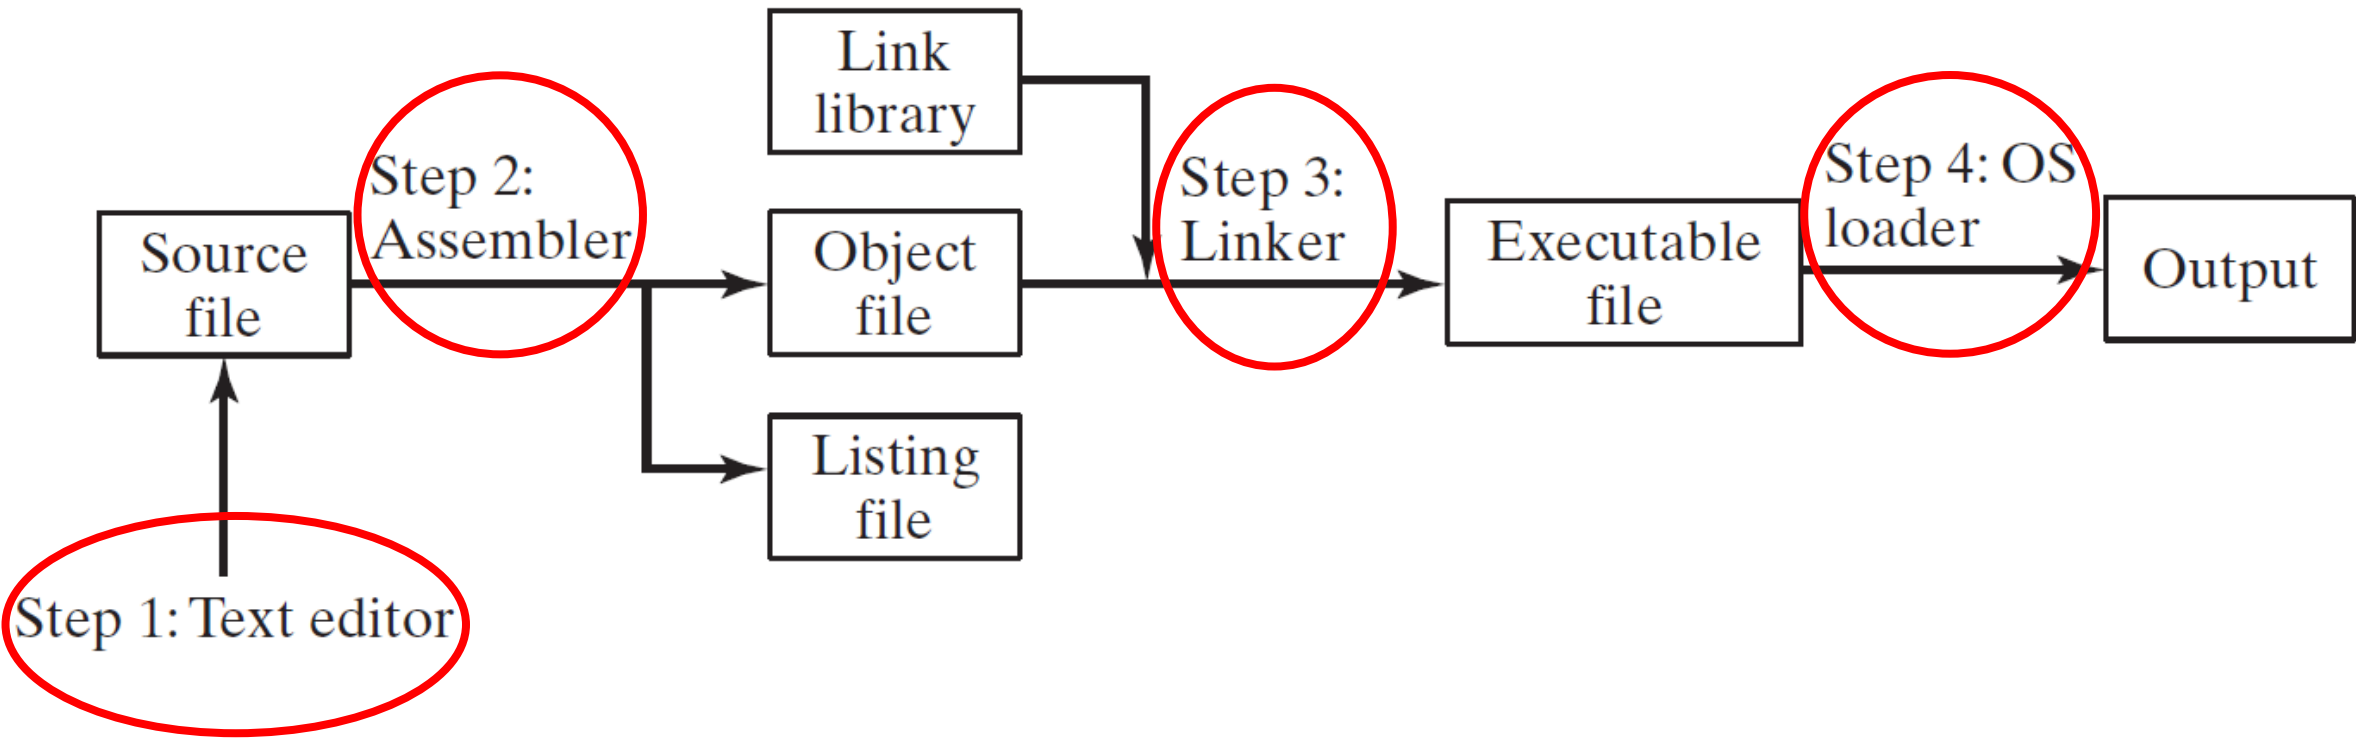 Link
library
Step 2:
Assembler
Step 3:
Linker
Step 4: OS
loader
Source
file
Object
file
Executable
file
Output
Listing
file
Step 1: Text editor